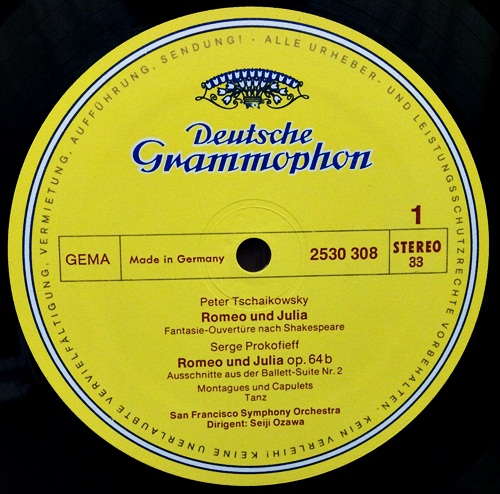 ALLE URHEBER- UND LEISTUNGSSCHUTZRECHTE VORBEHALTEN. KEIN VERLEIH! KEINE UNERLAUBTE VERVIELFÄLTIGUNG, VERMIETUNG, AUFFÜHRUNG, SENDUNG! -
Deutsche
Grammophon
1
GEMA
Made in Germany
2530 308
STEREO
33
Peter Tschaikowsky
Romeo und Julia
Fantasie-Ouvertüre nach Shakespeare
Serge Prokofieff
Romeo und Julia op. 64 b
Ausschnitte aus der Ballett-Suite Nr. 2
Montagues und Capulets
Tanz
San Francisco Symphony Orchestra
Dirigent: Seiji Ozawa